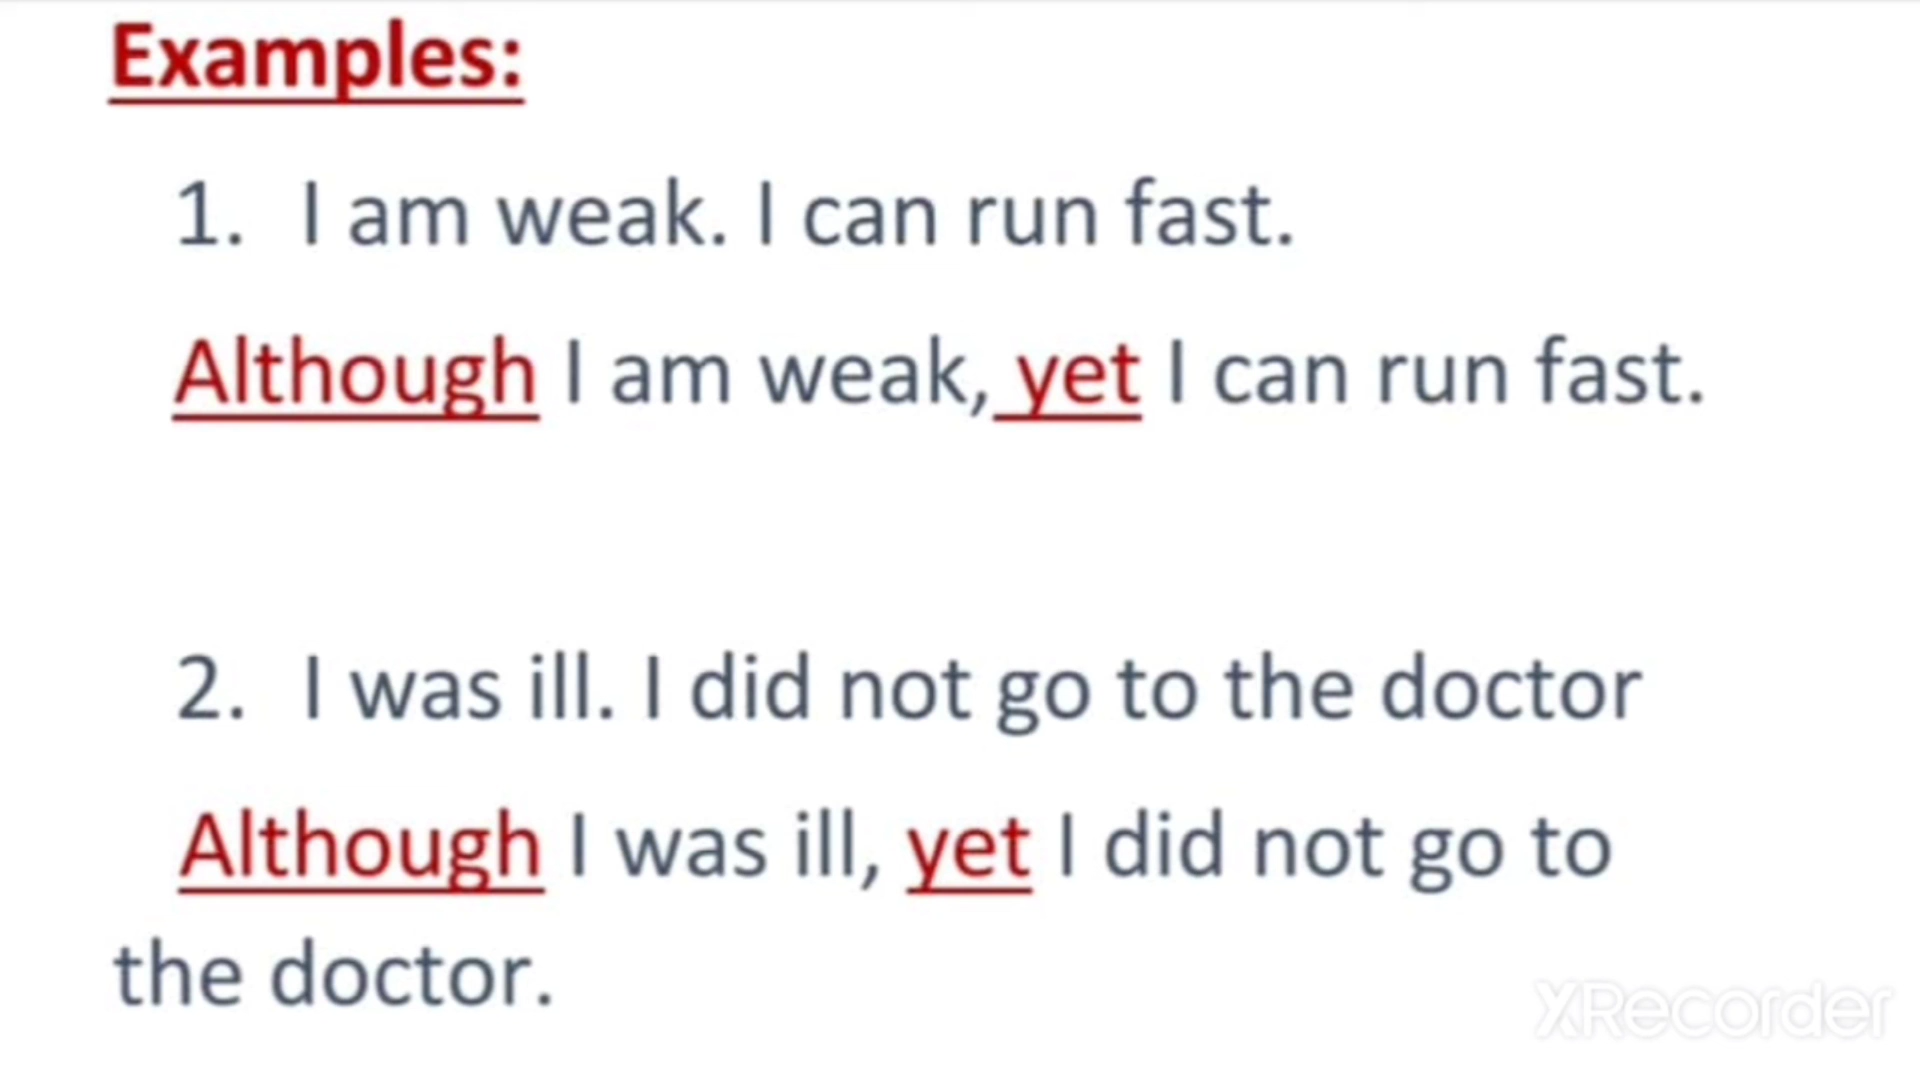 Examples:
1. I am weak. I can run fast.
Although I am weak, yet I can run fast.
2. I was ill. I did not go to the doctor
Although I was ill, yet I did not go to
the doctor.
XRecorder